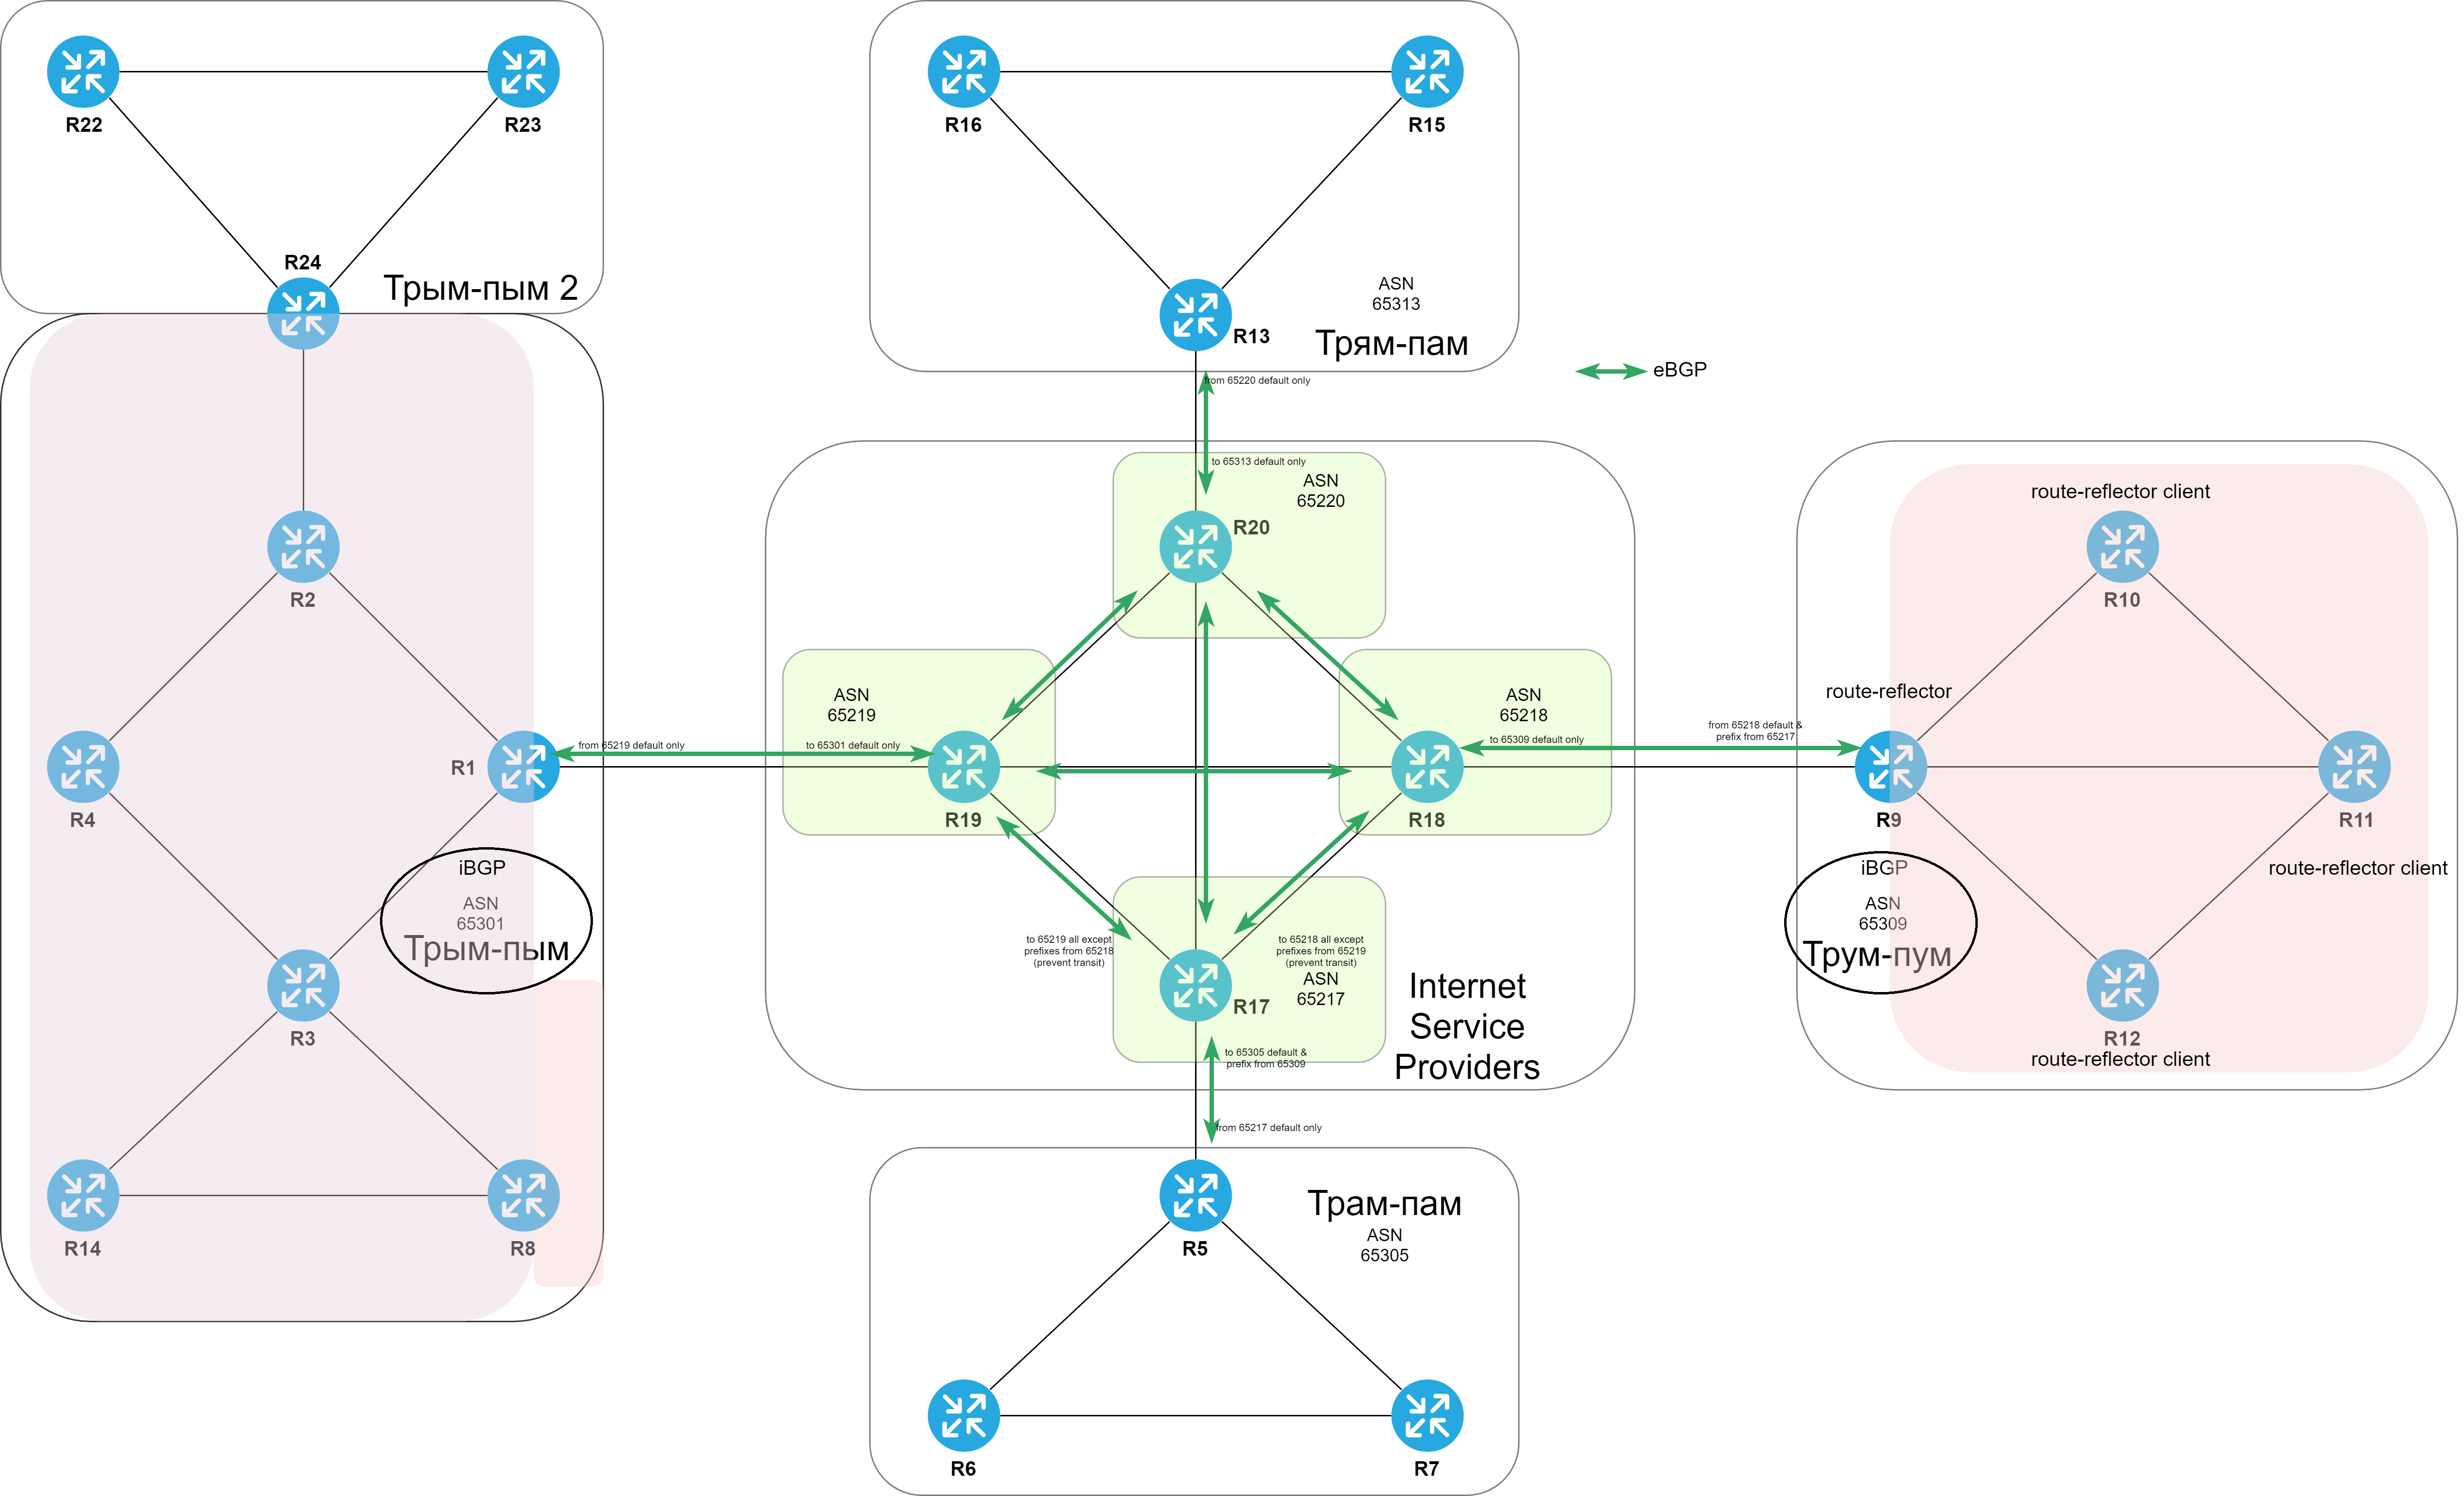 R22
R23
R24
Трым-пым 2
R16
R15
ASN
65313
R13
Трям-пам
eBGP
from 65220 default only
to 65313 default only
ASN
65220
R20
R2
R4
R1
from 65219 default only
to 65301 default only
ASN
65219
R19
ASN
65218
R18
to 65309 default only
from 65218 default &
prefix from 65217
route-reflector
route-reflector client
R10
R9
R11
route-reflector client
iBGP
ASN
65309
Трум-пум
R12
route-reflector client
iBGP
ASN
65301
Трым-пым
R3
R14
R8
to 65219 all except
prefixes from 65218
(prevent transit)
to 65218 all except
prefixes from 65219
(prevent transit)
ASN
65217
R17
Internet
Service
Providers
to 65305 default &
prefix from 65309
from 65217 default only
Трам-пам
ASN
65305
R5
R6
R7